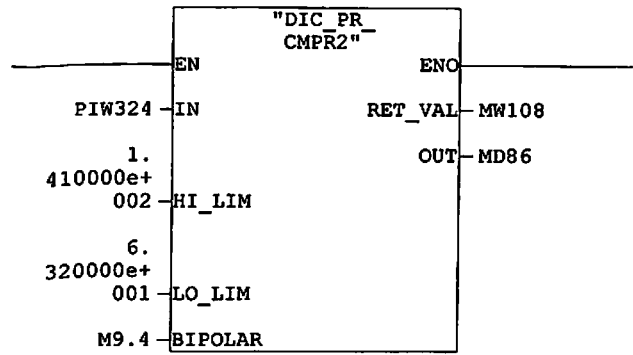 "DIC_PR_
CMPR2"
EN ENO
PIW324 IN RET_VAL MW108
1. OUT MD86
410000e+
002 HI_LIM
6.
320000e+
001 LO_LIM
M9.4 BIPOLAR